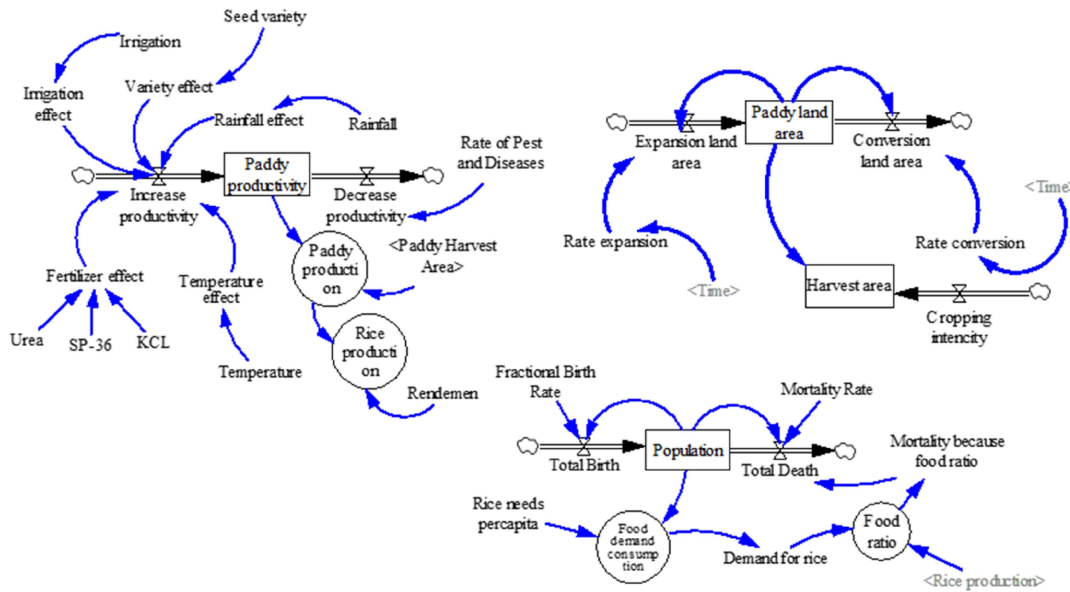 Seed variety
Irrigation
Irrigation
effect
Variety effect
Rainfall effect
Rainfall
Rate of Pest
and Diseases
Paddy
productivity
Increase
productivity
Decrease
productivity
<Paddy Harvest
Area>
Paddy
producti
on
Fertilizer effect
Temperature
effect
Urea
SP-36
KCL
Temperature
Rice
producti
on
Rendemen
Paddy land
area
Expansion land
area
Conversion
land area
<Time>
Rate expansion
Rate conversion
<Time>
Harvest area
Cropping
intencity
Fractional Birth
Rate
Mortality Rate
Population
Total Birth
Total Death
Mortality because
food ratio
Rice needs
percapita
Food
demand
consump
tion
Demand for rice
Food
ratio
<Rice production>